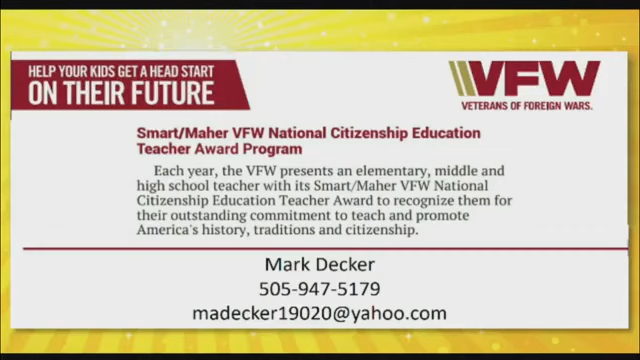 HELP YOUR KIDS GET A HEAD START
ON THEIR FUTURE
VFW
VETERANS OF FOREIGN WARS.
Smart/Maher VFW National Citizenship Education
Teacher Award Program
Each year, the VFW presents an elementary, middle and
high school teacher with its Smart/Maher VFW National
Citizenship Education Teacher Award to recognize them for
their outstanding commitment to teach and promote
America's history, traditions and citizenship.
Mark Decker
505-947-5179
madecker19020@yahoo.com